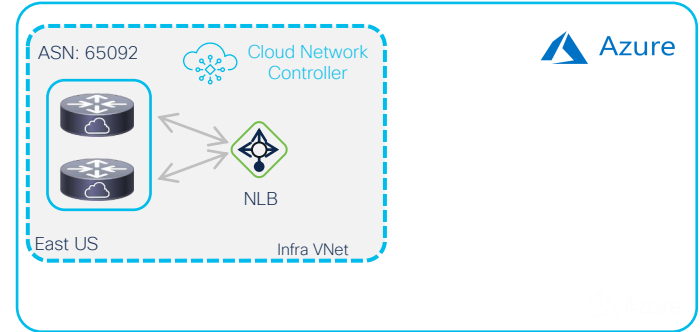 ASN: 65092
Cloud Network
Controller
Azure
NLB
East US
Infra VNet